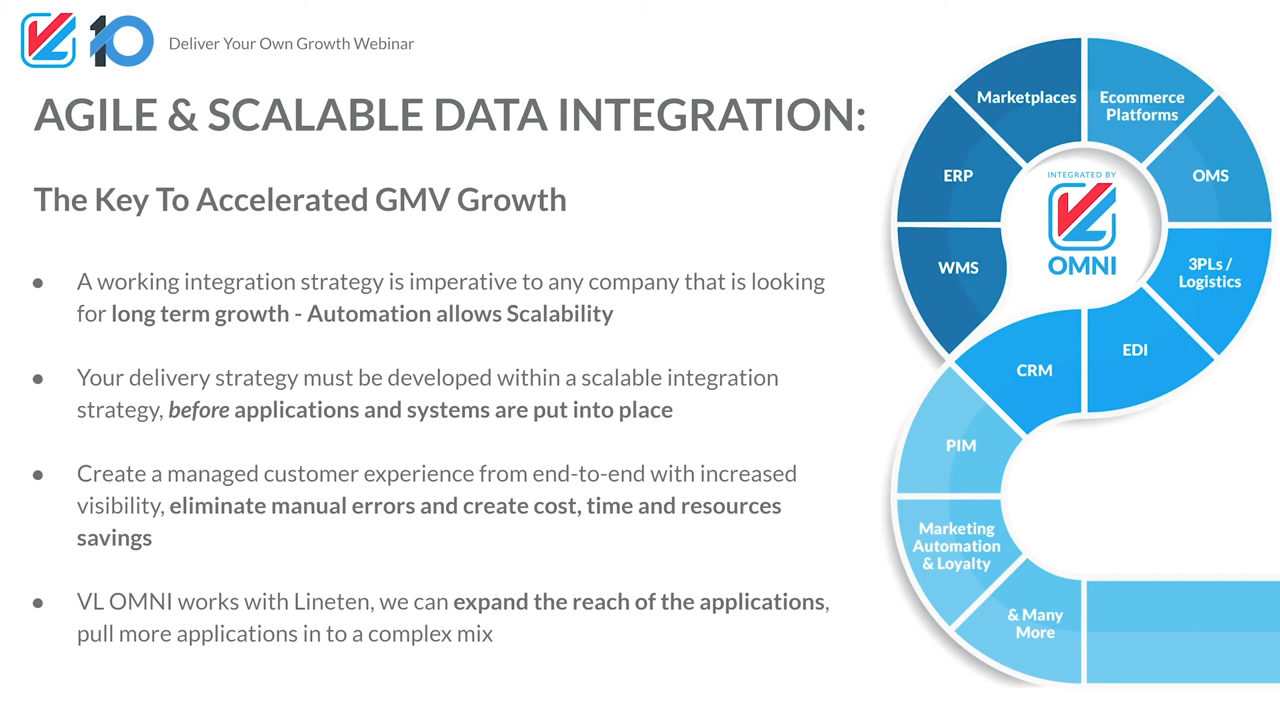 10
Deliver Your Own Growth Webinar
AGILE & SCALABLE DATA INTEGRATION:
The Key To Accelerated GMV Growth
● A working integration strategy is imperative to any company that is looking
for long term growth - Automation allows Scalability
● Your delivery strategy must be developed within a scalable integration
strategy, before applications and systems are put into place
● Create a managed customer experience from end-to-end with increased
visibility, eliminate manual errors and create cost, time and resources
savings
● VL OMNI works with Lineten, we can expand the reach of the applications,
pull more applications in to a complex mix
Marketplaces
Ecommerce
Platforms
ERP
OMS
WMS
3PLs /
Logistics
INTEGRATED BY
OMNI
CRM
EDI
PIM
Marketing
Automation
& Loyalty
& Many
More